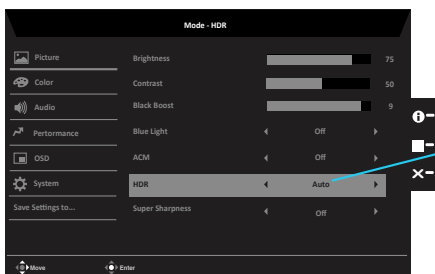 Mode - HDR
Picture
Brightness 75
Color
Contrast 50
Audio
Black Boost 9
Pertormance
Blue Light Off
OSD
ACM Off
System
HDR Auto
Save Settings to...
Super Sharpness Off
Move Enter